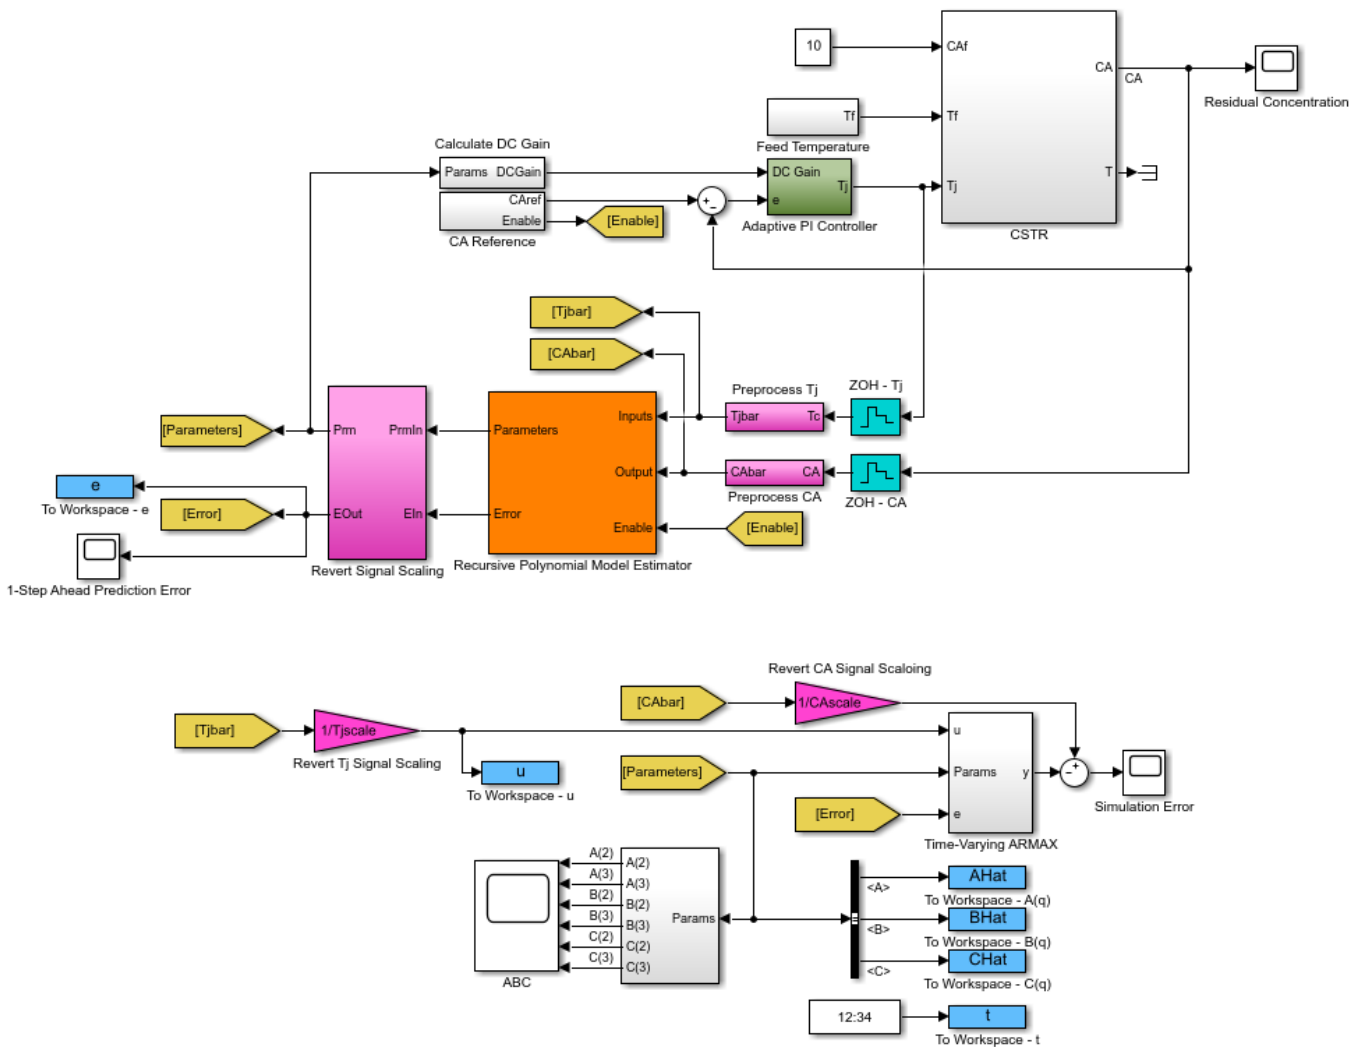 10
CAf
CA
CA
Residual Concentration
Tf
Feed Temperature
Tf
Calculate DC Gain
Params DCGain
DC Gain
Tj
e
Adaptive PI Controller
Tj
T
CSTR
CAref
Enable
CA Reference
[Enable]
+
-
[Tjbar]
[CAbar]
Preprocess Tj
Tjbar Tc
ZOH - Tj
CAbar CA
Preprocess CA
ZOH - CA
[Parameters]
Prm PrmIn
Parameters
Inputs
Output
e
To Workspace - e
[Error]
EOut EIn
Error
Enable
[Enable]
Revert Signal Scaling
Recursive Polynomial Model Estimator
1-Step Ahead Prediction Error
Revert CA Signal Scaloing
[CAbar]
1/CAscale
[Tjbar]
1/Tjscale
Revert Tj Signal Scaling
u
To Workspace - u
[Parameters]
[Error]
u
Params
y
e
Time-Varying ARMAX
-
+
Simulation Error
A(2)
A(3)
B(2)
B(3)
C(2)
C(3)
A(2)
A(3)
B(2)
B(3)
C(2)
C(3)
Params
ABC
<A>
<B>
<C>
AHat
To Workspace - A(q)
BHat
To Workspace - B(q)
CHat
To Workspace - C(q)
12:34
t
To Workspace - t